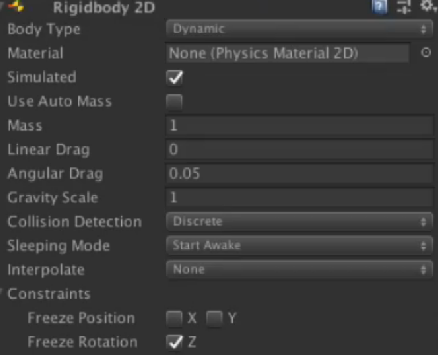 Rigidbody 2D
Body Type Dynamic
Material None (Physics Material 2D)
Simulated
Use Auto Mass
Mass 1
Linear Drag 0
Angular Drag 0.05
Gravity Scale 1
Collision Detection Discrete
Sleeping Mode Start Awake
Interpolate None
Constraints
Freeze Position X Y
Freeze Rotation Z